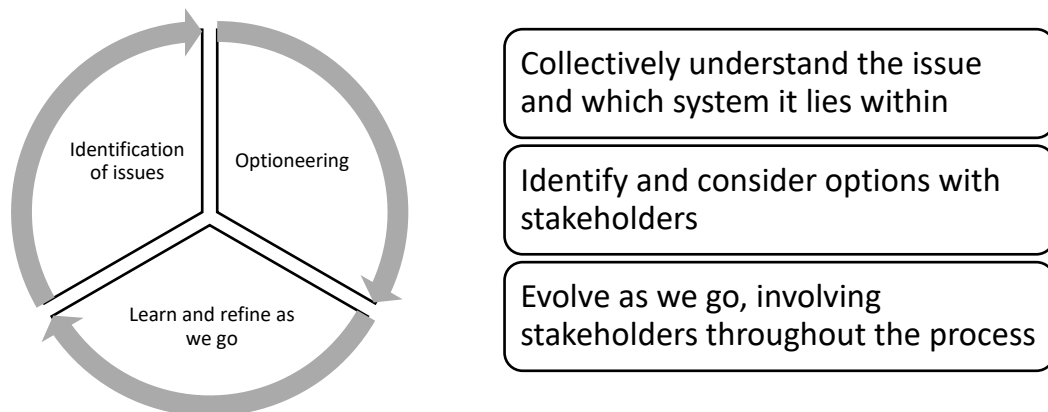 Identification
of issues
Optioneering
Learn and refine as
we go
Collectively understand the issue
and which system it lies within
Identify and consider options with
stakeholders
Evolve as we go, involving
stakeholders throughout the process